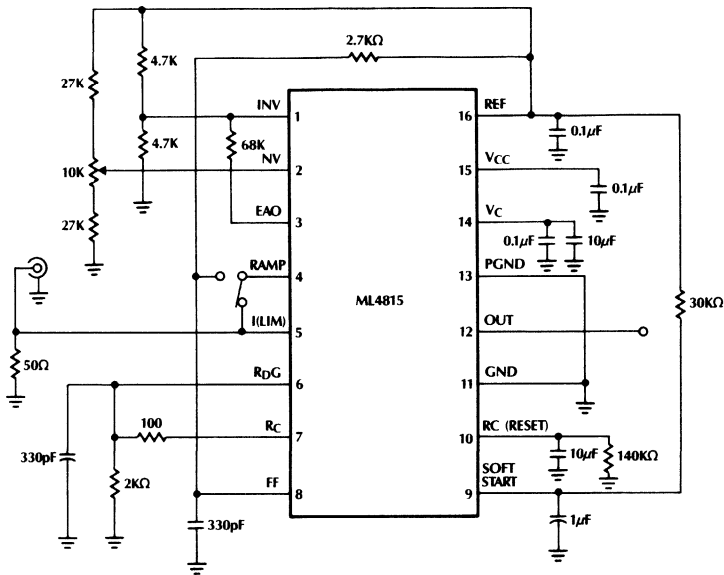 2.7KΩ
4.7K
27K
INV
1
16
REF
4.7K
68K
0.1µF
NV
10K
2
15
VCC
0.1µF
27K
EAO
3
14
VC
0.1µF
10µF
RAMP
4
ML4815
13
PGND
30KΩ
I(LIM)
5
12
OUT
50Ω
RDG
6
11
GND
100
RC
7
10
RC (RESET)
330pF
2KΩ
10µF
140KΩ
SOFT
START
FF
8
9
330pF
1µF